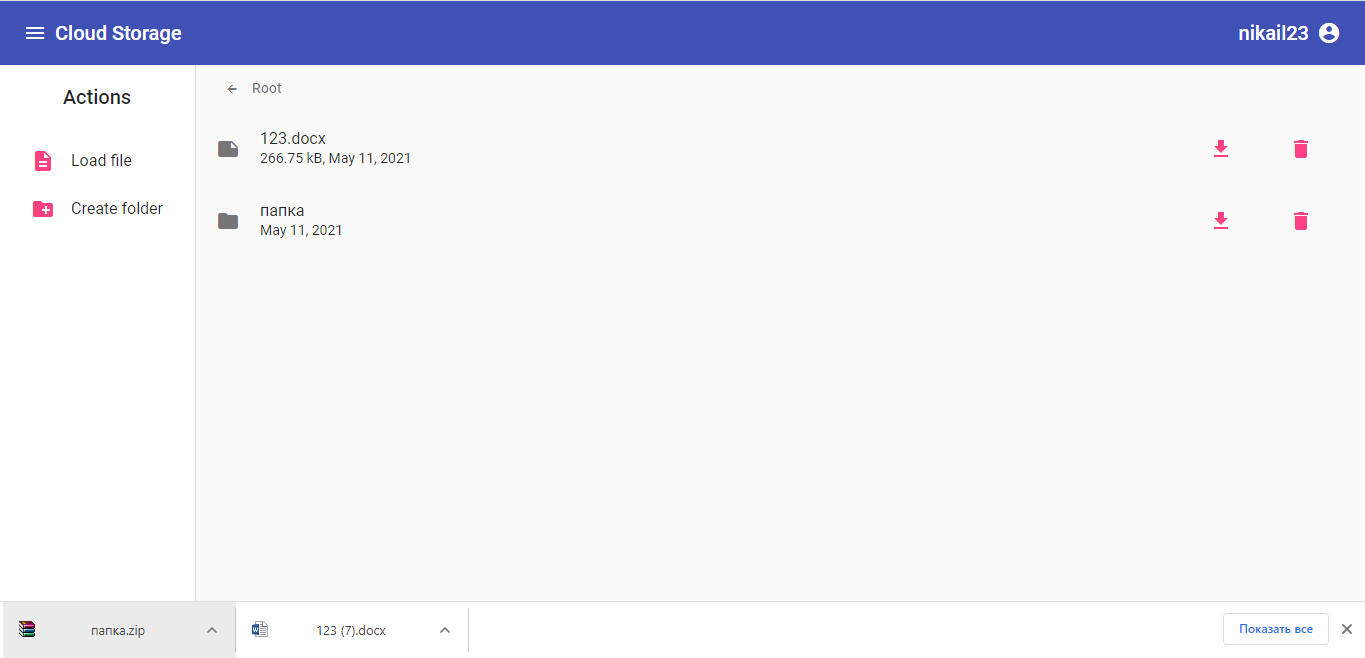 Cloud Storage
nikail23
Actions
Load file
Create folder
Root
123.docx
266.75 kB, May 11, 2021
папка
May 11, 2021
папка.zip
123 (7).docx
Показать все